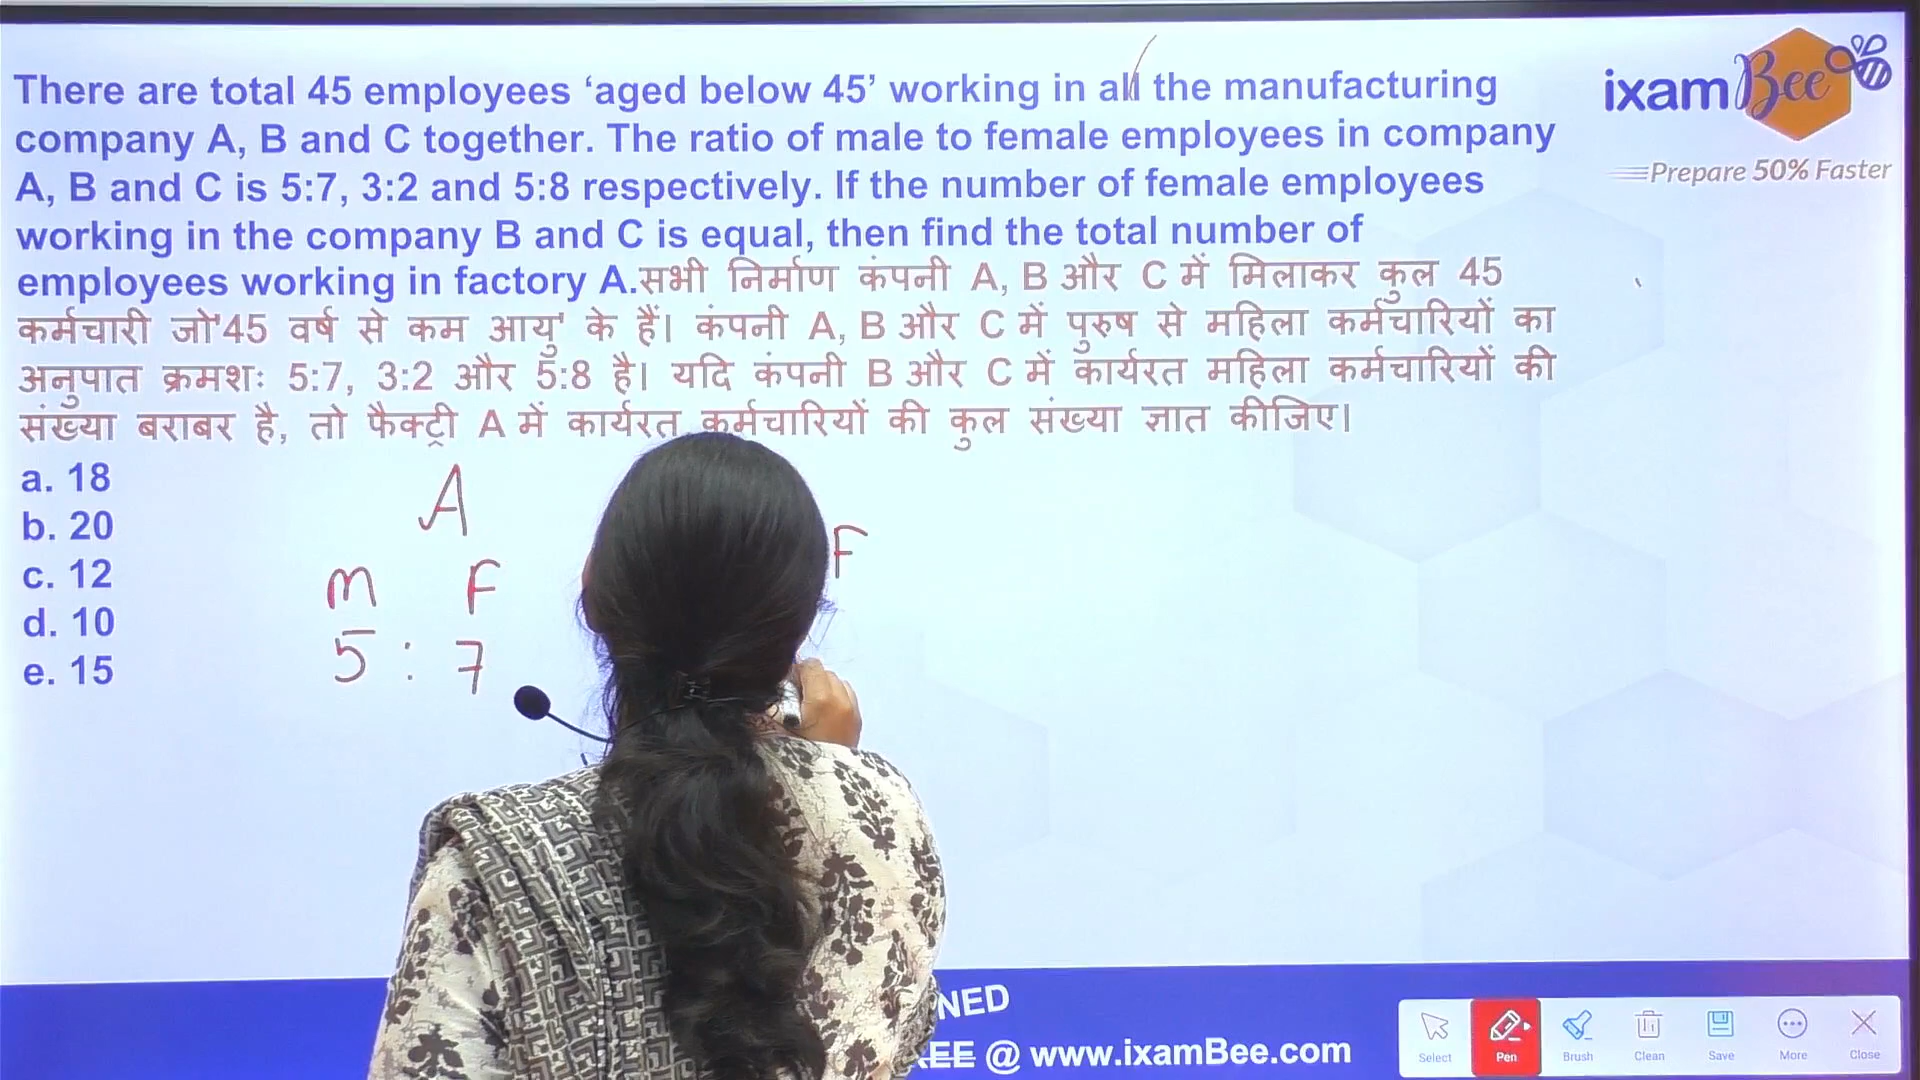 There are total 45 employees ‘aged below 45’ working in all the manufacturing
company A, B and C together. The ratio of male to female employees in company
A, B and C is 5:7, 3:2 and 5:8 respectively. If the number of female employees
working in the company B and C is equal, then find the total number of
employees working in factory A.सभी निर्माण कंपनी A, B और C में मिलाकर कुल 45
कर्मचारी जो'45 वर्ष से कम आयु' के हैं। कंपनी A, B और C में पुरुष से महिला कर्मचारियों का
अनुपात क्रमशः 5:7, 3:2 और 5:8 है। यदि कंपनी B और C में कार्यरत महिला कर्मचारियों की
संख्या बराबर है, तो फैक्ट्री A में कार्यरत कर्मचारियों की कुल संख्या ज्ञात कीजिए।
ixamBee
Prepare 50% Faster
a. 18
b. 20
c. 12
d. 10
e. 15
A
M F
5 : 7
F
NED
EE @ www.ixamBee.com
Select Pen Brush Clean Save More Close